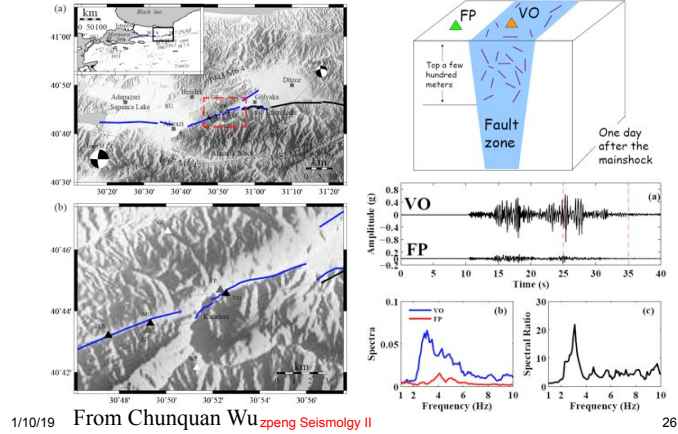 (a)
km
0 50100
Black Sea
41°00'
40°50'
40°40'
40°30'
Adapazari
Sapanca Lake
Hendek
BU
Akyazi
Gölyaka
Düzce
km
30°20'
30°30'
30°40'
30°50'
31°00'
31°10'
31°20'
(b)
40°46'
40°44'
40°42'
FP
VO
MO
Karadere
km
30°48'
30°50'
30°52'
30°54'
30°56'
FP
VO
Top a few
hundred
meters
Fault
zone
One day
after the
mainshock
(a)
Amplitude (g)
0.8
0.4
0
−0.4
−0.8
0.2
−0.2
VO
FP
0
5
10
15
20
25
30
35
40
Time (s)
(b)
VO
FP
Spectra
0.1
0.05
0
1 2 4 6 8 10
Frequency (Hz)
(c)
Spectral Ratio
30
20
10
0
1 2 4 6 8 10
Frequency (Hz)
1/10/19
From Chunquan Wu
zpeng Seismolgy II
26